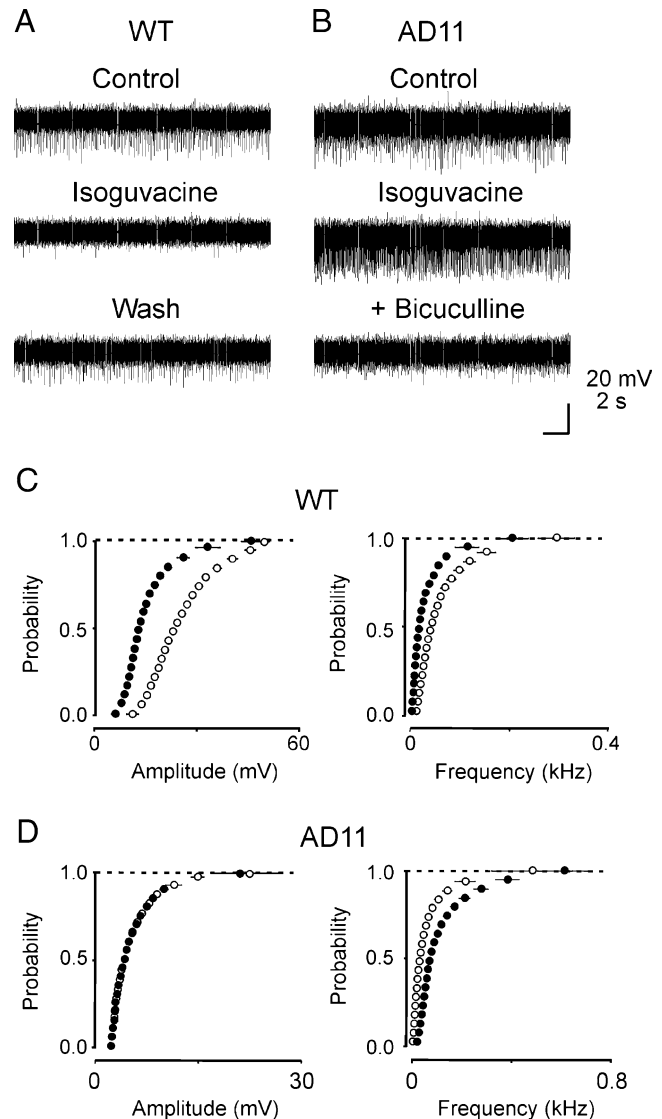 A
WT
B
AD11
Control
Control
Isoguvacine
Isoguvacine
Wash
+ Bicuculline
20 mV
2 s
C
WT
1.0
0.5
0.0
Probability
0
60
Amplitude (mV)
1.0
0.5
0.0
Probability
0
0.4
Frequency (kHz)
D
AD11
1.0
0.5
0.0
Probability
0
30
Amplitude (mV)
1.0
0.5
0.0
Probability
0
0.8
Frequency (kHz)